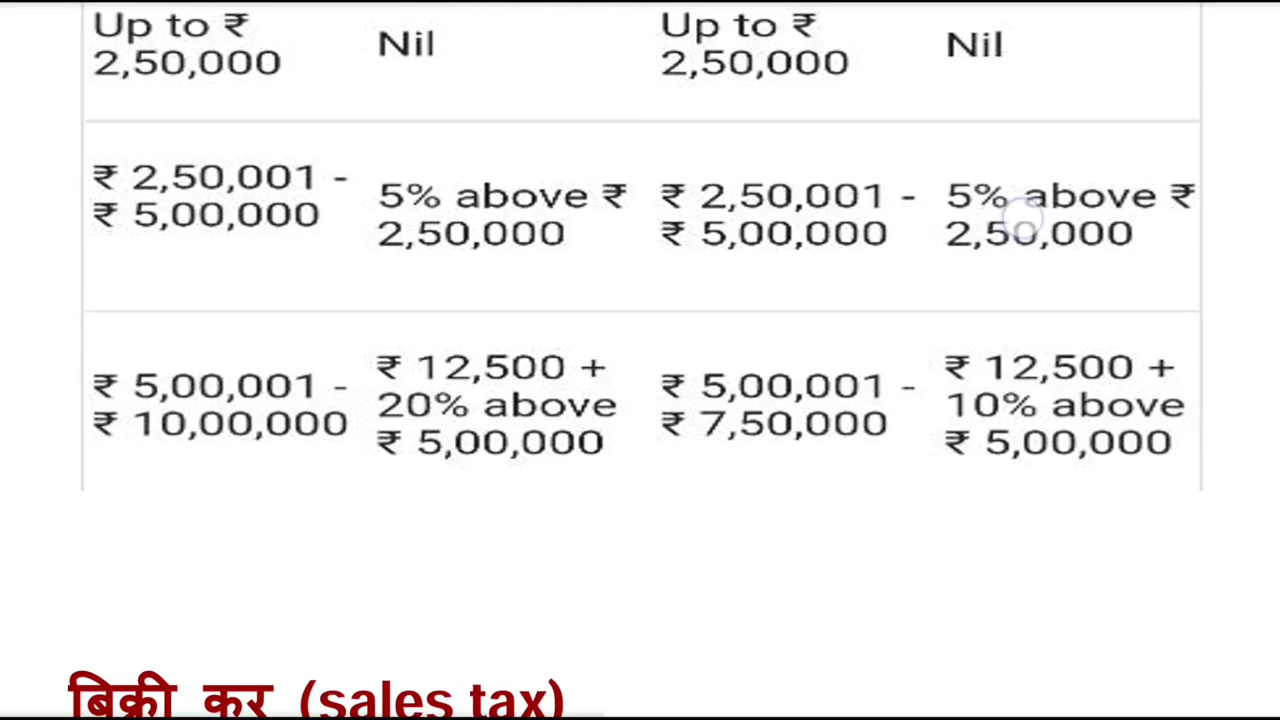 Up to ₹
2,50,000
Nil
Up to ₹
2,50,000
Nil
₹ 2,50,001 -
₹ 5,00,000
5% above ₹
2,50,000
₹ 2,50,001 -
₹ 5,00,000
5% above ₹
2,50,000
₹ 5,00,001 -
₹ 10,00,000
₹ 12,500 +
20% above
₹ 5,00,000
₹ 5,00,001 -
₹ 7,50,000
₹ 12,500 +
10% above
₹ 5,00,000
बिक्री कर (sales tax)